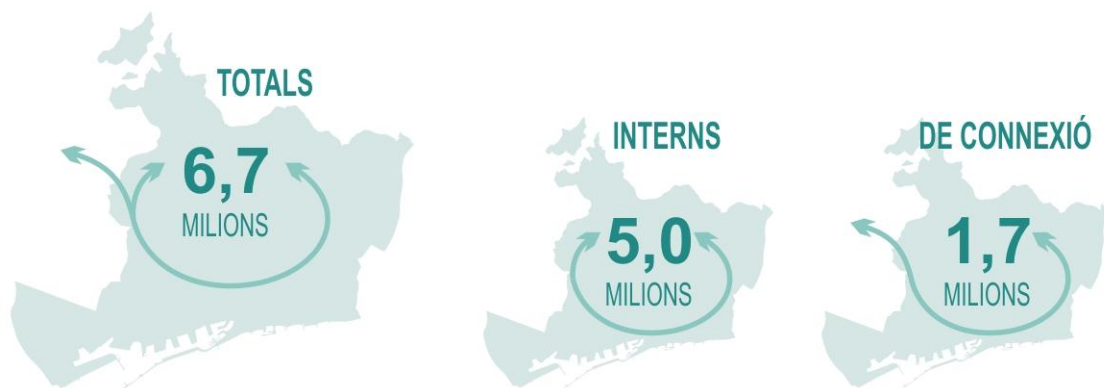 TOTALS
6,7
MILIONS
INTERNS
5,0
MILIONS
DE CONNEXIÓ
1,7
MILIONS